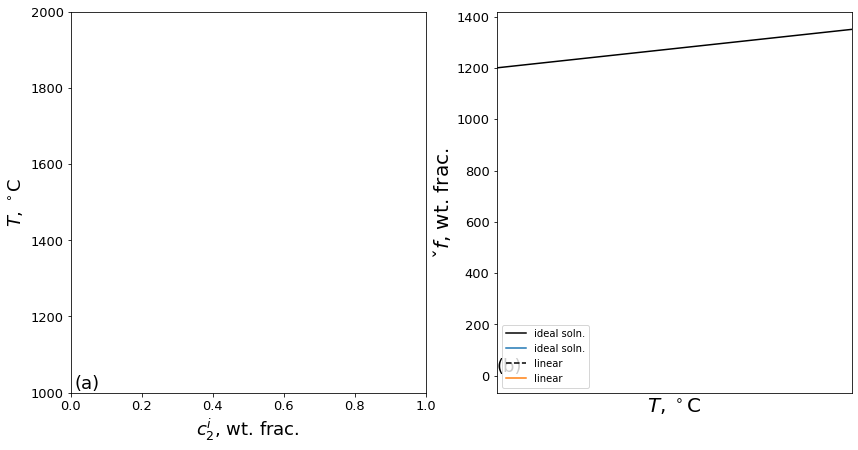 2000
1800
1600
1400
1200
1000
T, °C
(a)
0.0 0.2 0.4 0.6 0.8 1.0
c₂ⁱ, wt. frac.
1400
1200
1000
800
600
400
200
0
ˇf, wt. frac.
ideal soln.
ideal soln.
linear
linear
(b)
T, °C